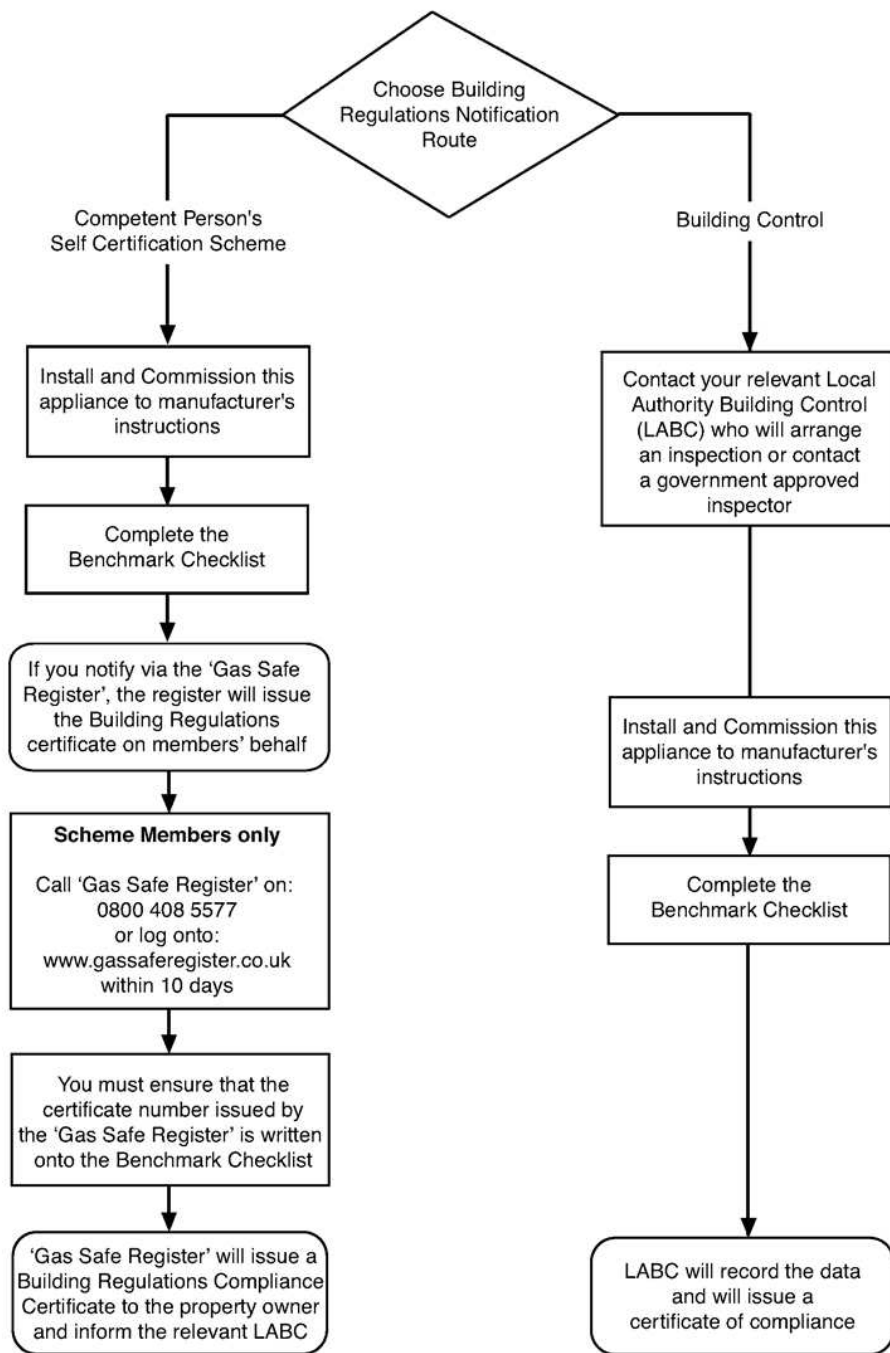 Choose Building
Regulations Notification
Route
Competent Person's
Self Certification Scheme
Building Control
Install and Commission this
appliance to manufacturer's
instructions
Complete the
Benchmark Checklist
If you notify via the ‘Gas Safe
Register’, the register will issue
the Building Regulations
certificate on members’ behalf
Scheme Members only
Call ‘Gas Safe Register’ on:
0800 408 5577
or log onto:
www.gassaferegister.co.uk
within 10 days
You must ensure that the
certificate number issued by
the ‘Gas Safe Register’ is written
onto the Benchmark Checklist
‘Gas Safe Register’ will issue a
Building Regulations Compliance
Certificate to the property owner
and inform the relevant LABC
Contact your relevant Local
Authority Building Control
(LABC) who will arrange
an inspection or contact
a government approved
inspector
Install and Commission this
appliance to manufacturer's
instructions
Complete the
Benchmark Checklist
LABC will record the data
and will issue a
certificate of compliance